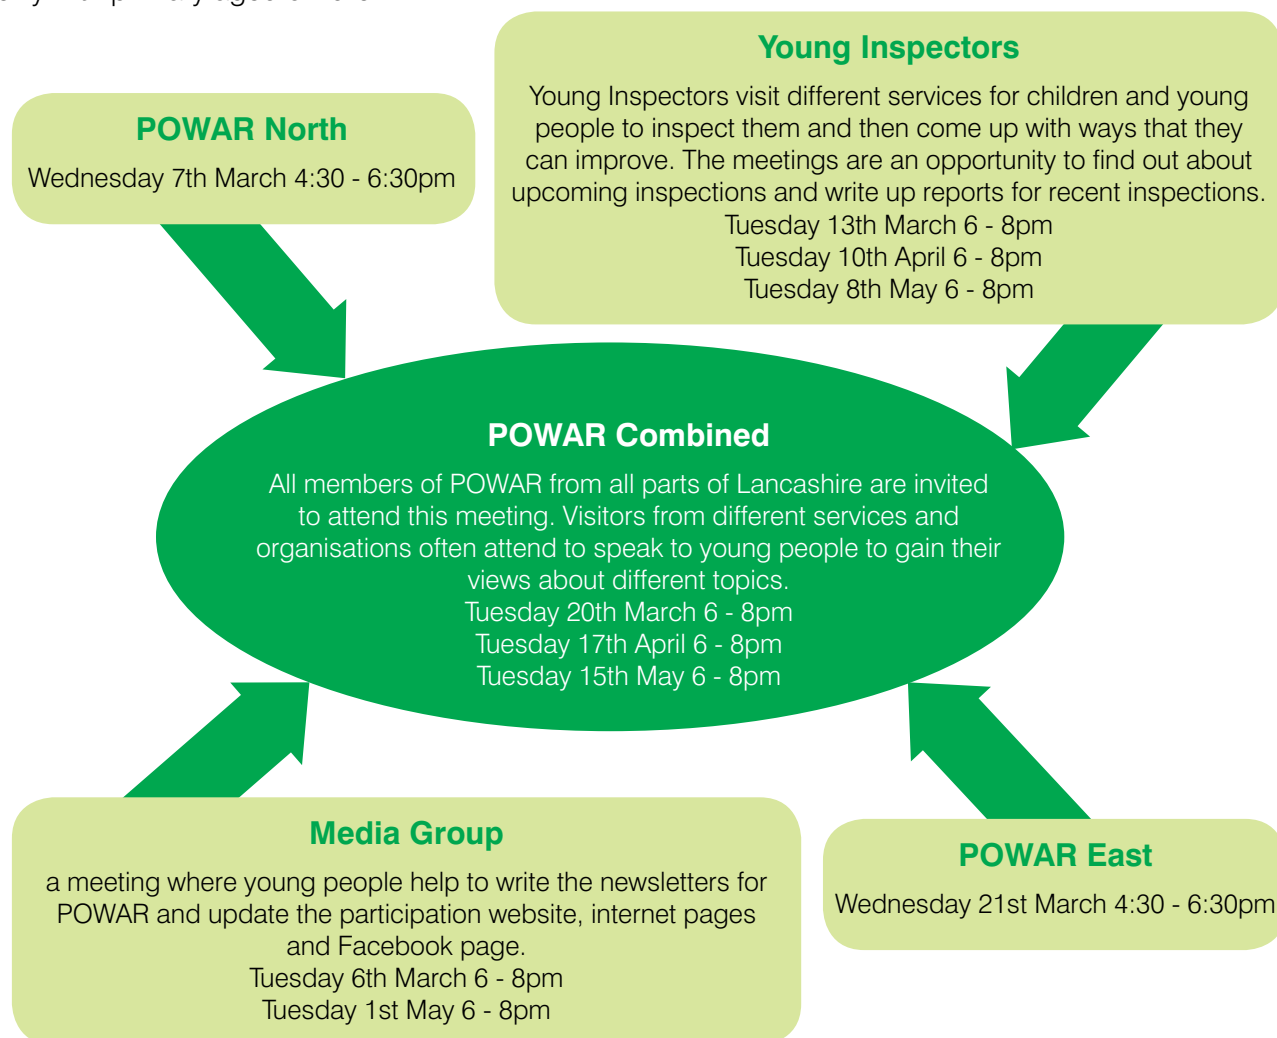 Young Inspectors
Young Inspectors visit different services for children and young
people to inspect them and then come up with ways that they
can improve. The meetings are an opportunity to find out about
upcoming inspections and write up reports for recent inspections.
Tuesday 13th March 6 - 8pm
Tuesday 10th April 6 - 8pm
Tuesday 8th May 6 - 8pm
POWAR North
Wednesday 7th March 4:30 - 6:30pm
POWAR Combined
All members of POWAR from all parts of Lancashire are invited
to attend this meeting. Visitors from different services and
organisations often attend to speak to young people to gain their
views about different topics.
Tuesday 20th March 6 - 8pm
Tuesday 17th April 6 - 8pm
Tuesday 15th May 6 - 8pm
Media Group
a meeting where young people help to write the newsletters for
POWAR and update the participation website, internet pages
and Facebook page.
Tuesday 6th March 6 - 8pm
Tuesday 1st May 6 - 8pm
POWAR East
Wednesday 21st March 4:30 - 6:30pm